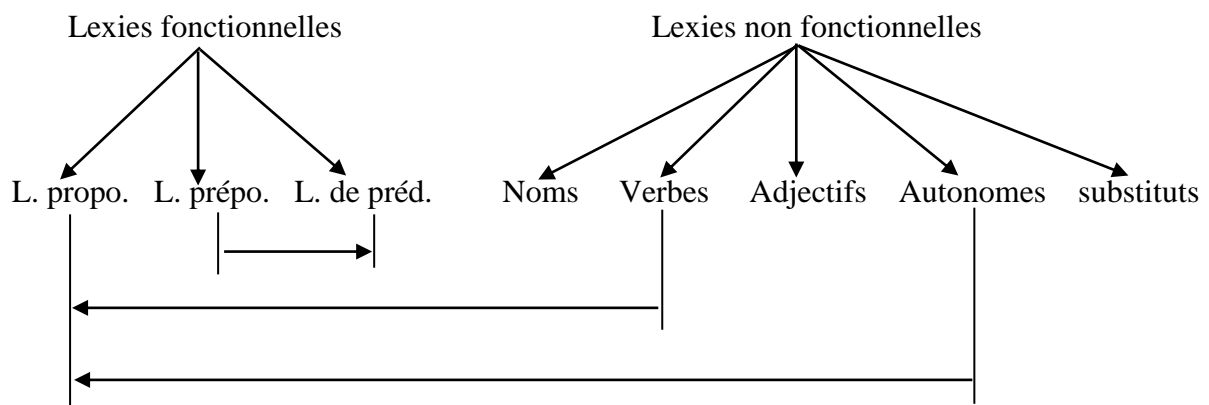 Lexies fonctionnelles Lexies non fonctionnelles
L. propo. L. prépo. L. de préd. Noms Verbes Adjectifs Autonomes substituts